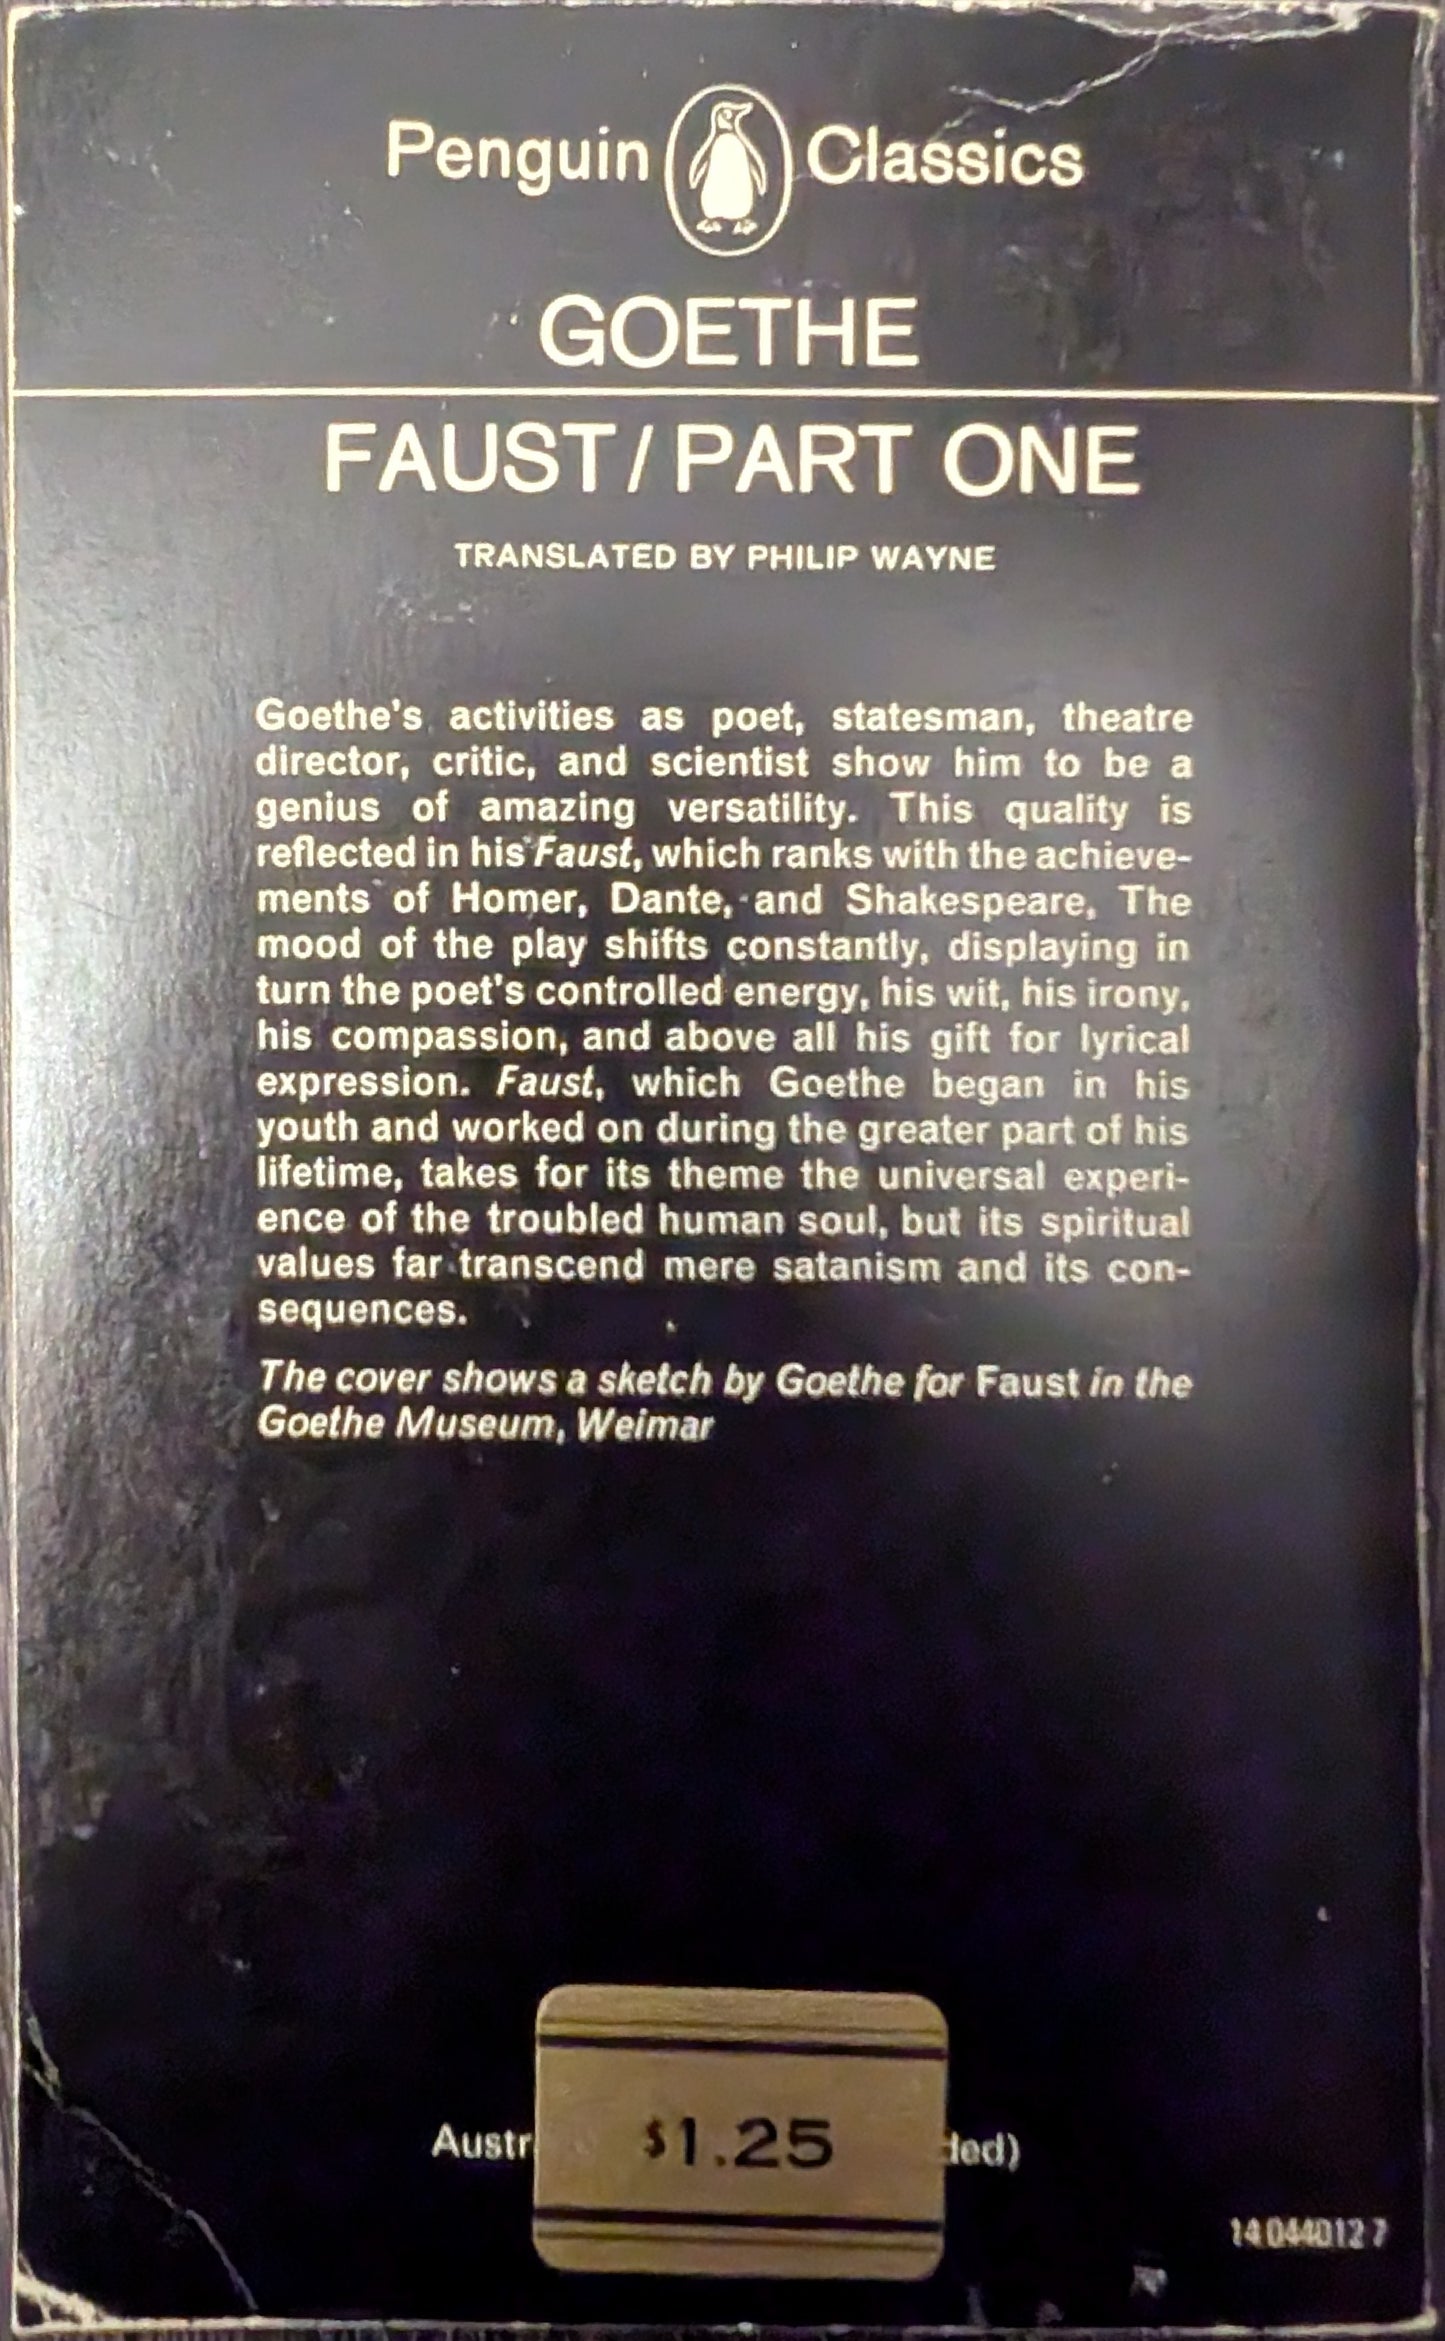 Penguin Classics
GOETHE
FAUST/PART ONE
TRANSLATED BY PHILIP WAYNE
Goethe's activities as poet, statesman, theatre
director, critic, and scientist show him to be a
genius of amazing versatility. This quality is
reflected in his Faust, which ranks with the achieve-
ments of Homer, Dante, and Shakespeare. The
mood of the play shifts constantly, displaying in
turn the poet's controlled energy, his wit, his irony,
his compassion, and above all his gift for lyrical
expression. Faust, which Goethe began in his
youth and worked on during the greater part of his
lifetime, takes for its theme the universal experi-
ence of the troubled human soul, but its spiritual
values far transcend mere satanism and its con-
sequences.
The cover shows a sketch by Goethe for Faust in the
Goethe Museum, Weimar
$1.25
14 044012 7